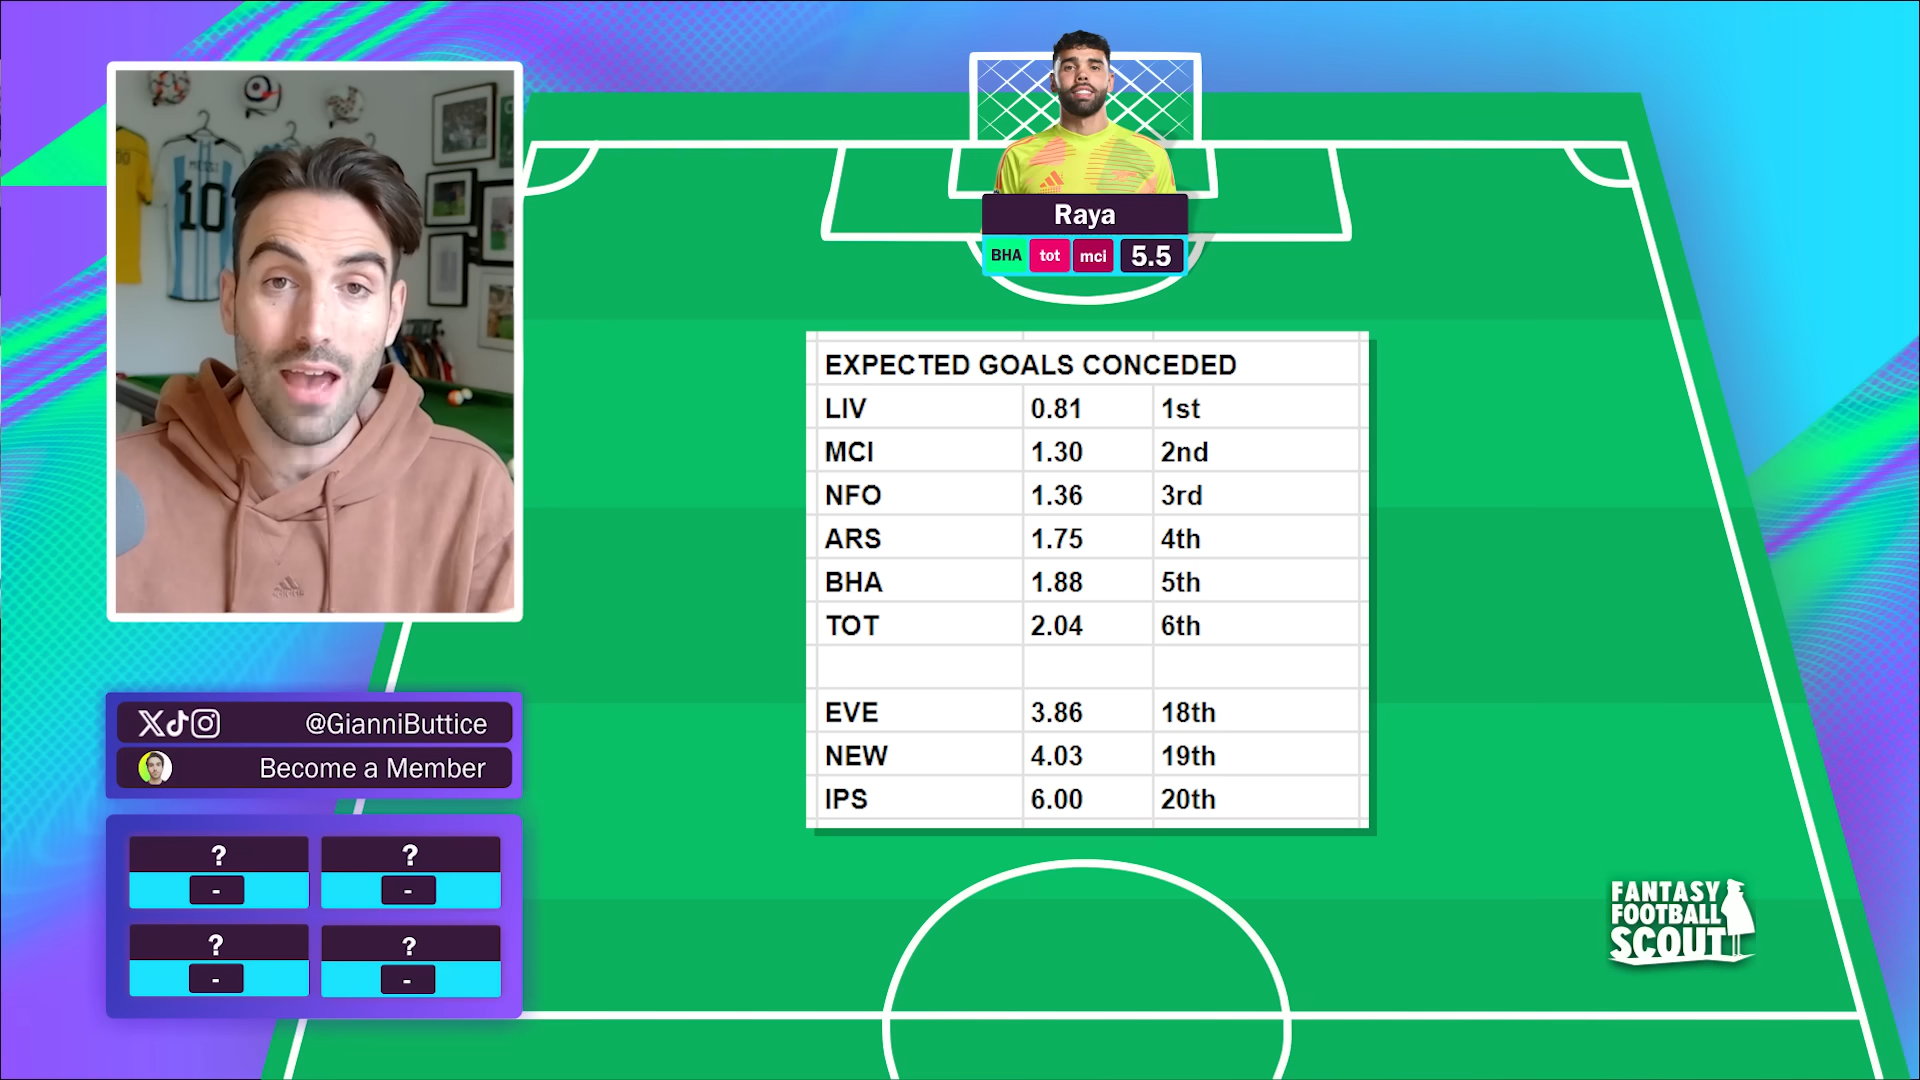 Raya
BHA tot mci 5.5
EXPECTED GOALS CONCEDED
LIV 0.81 1st
MCI 1.30 2nd
NFO 1.36 3rd
ARS 1.75 4th
BHA 1.88 5th
TOT 2.04 6th
EVE 3.86 18th
NEW 4.03 19th
IPS 6.00 20th
10
@GianniButtice
Become a Member
? ?
- -
? ?
- -
FANTASY
FOOTBALL
SCOUT